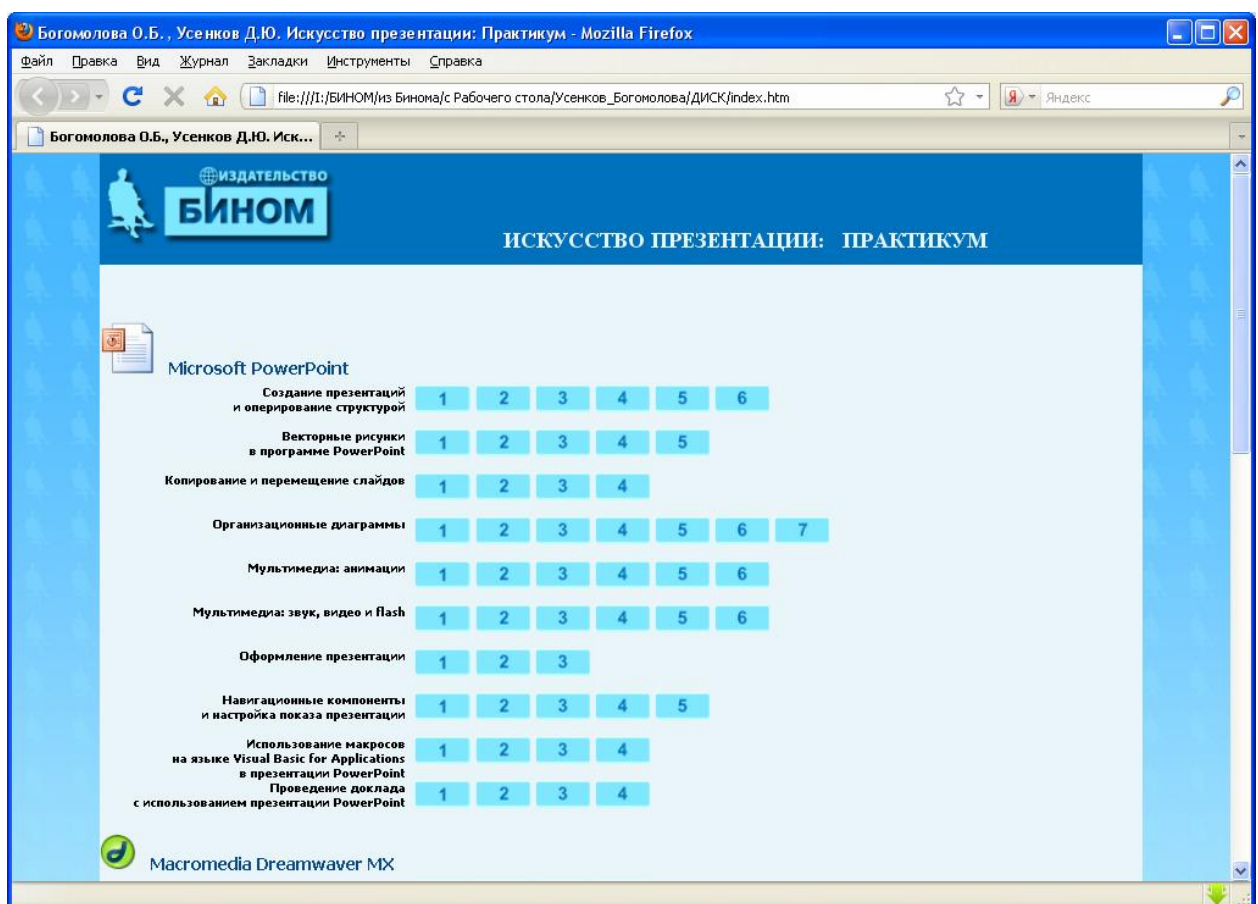 Богомолова О.Б. , Усенков Д.Ю. Искусство презентации: Практикум - Mozilla Firefox
Файл Правка Вид Журнал Закладки Инструменты Справка
file:///I:/БИНОМ/из Бинома/с Рабочего стола/Усенков_Богомолова/ДИСК/index.htm
Яндекс
Богомолова О.Б., Усенков Д.Ю. Иск...
ИЗДАТЕЛЬСТВО
БИНОМ
ИСКУССТВО ПРЕЗЕНТАЦИИ: ПРАКТИКУМ
Microsoft PowerPoint
Создание презентаций
и оперирование структурой
1 2 3 4 5 6
Векторные рисунки
в программе PowerPoint
1 2 3 4 5
Копирование и перемещение слайдов
1 2 3 4
Организационные диаграммы
1 2 3 4 5 6 7
Мультимедиа: анимации
1 2 3 4 5 6
Мультимедиа: звук, видео и flash
1 2 3 4 5 6
Оформление презентации
1 2 3
Навигационные компоненты
и настройка показа презентации
1 2 3 4 5
Использование макросов
на языке Visual Basic for Applications
в презентации PowerPoint
1 2 3 4
Проведение доклада
с использованием презентации PowerPoint
1 2 3 4
Macromedia Dreamwaver MX